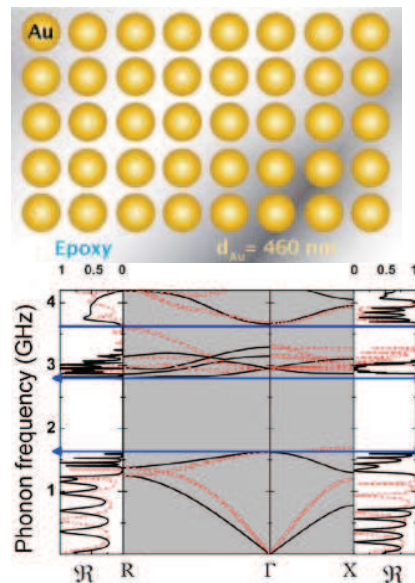 Au
Epoxy d_Au = 460 nm
1 0.5 0 0 0.5 1
Phonon frequency (GHz)
4
3
2
1
ℜ R Γ X ℜ